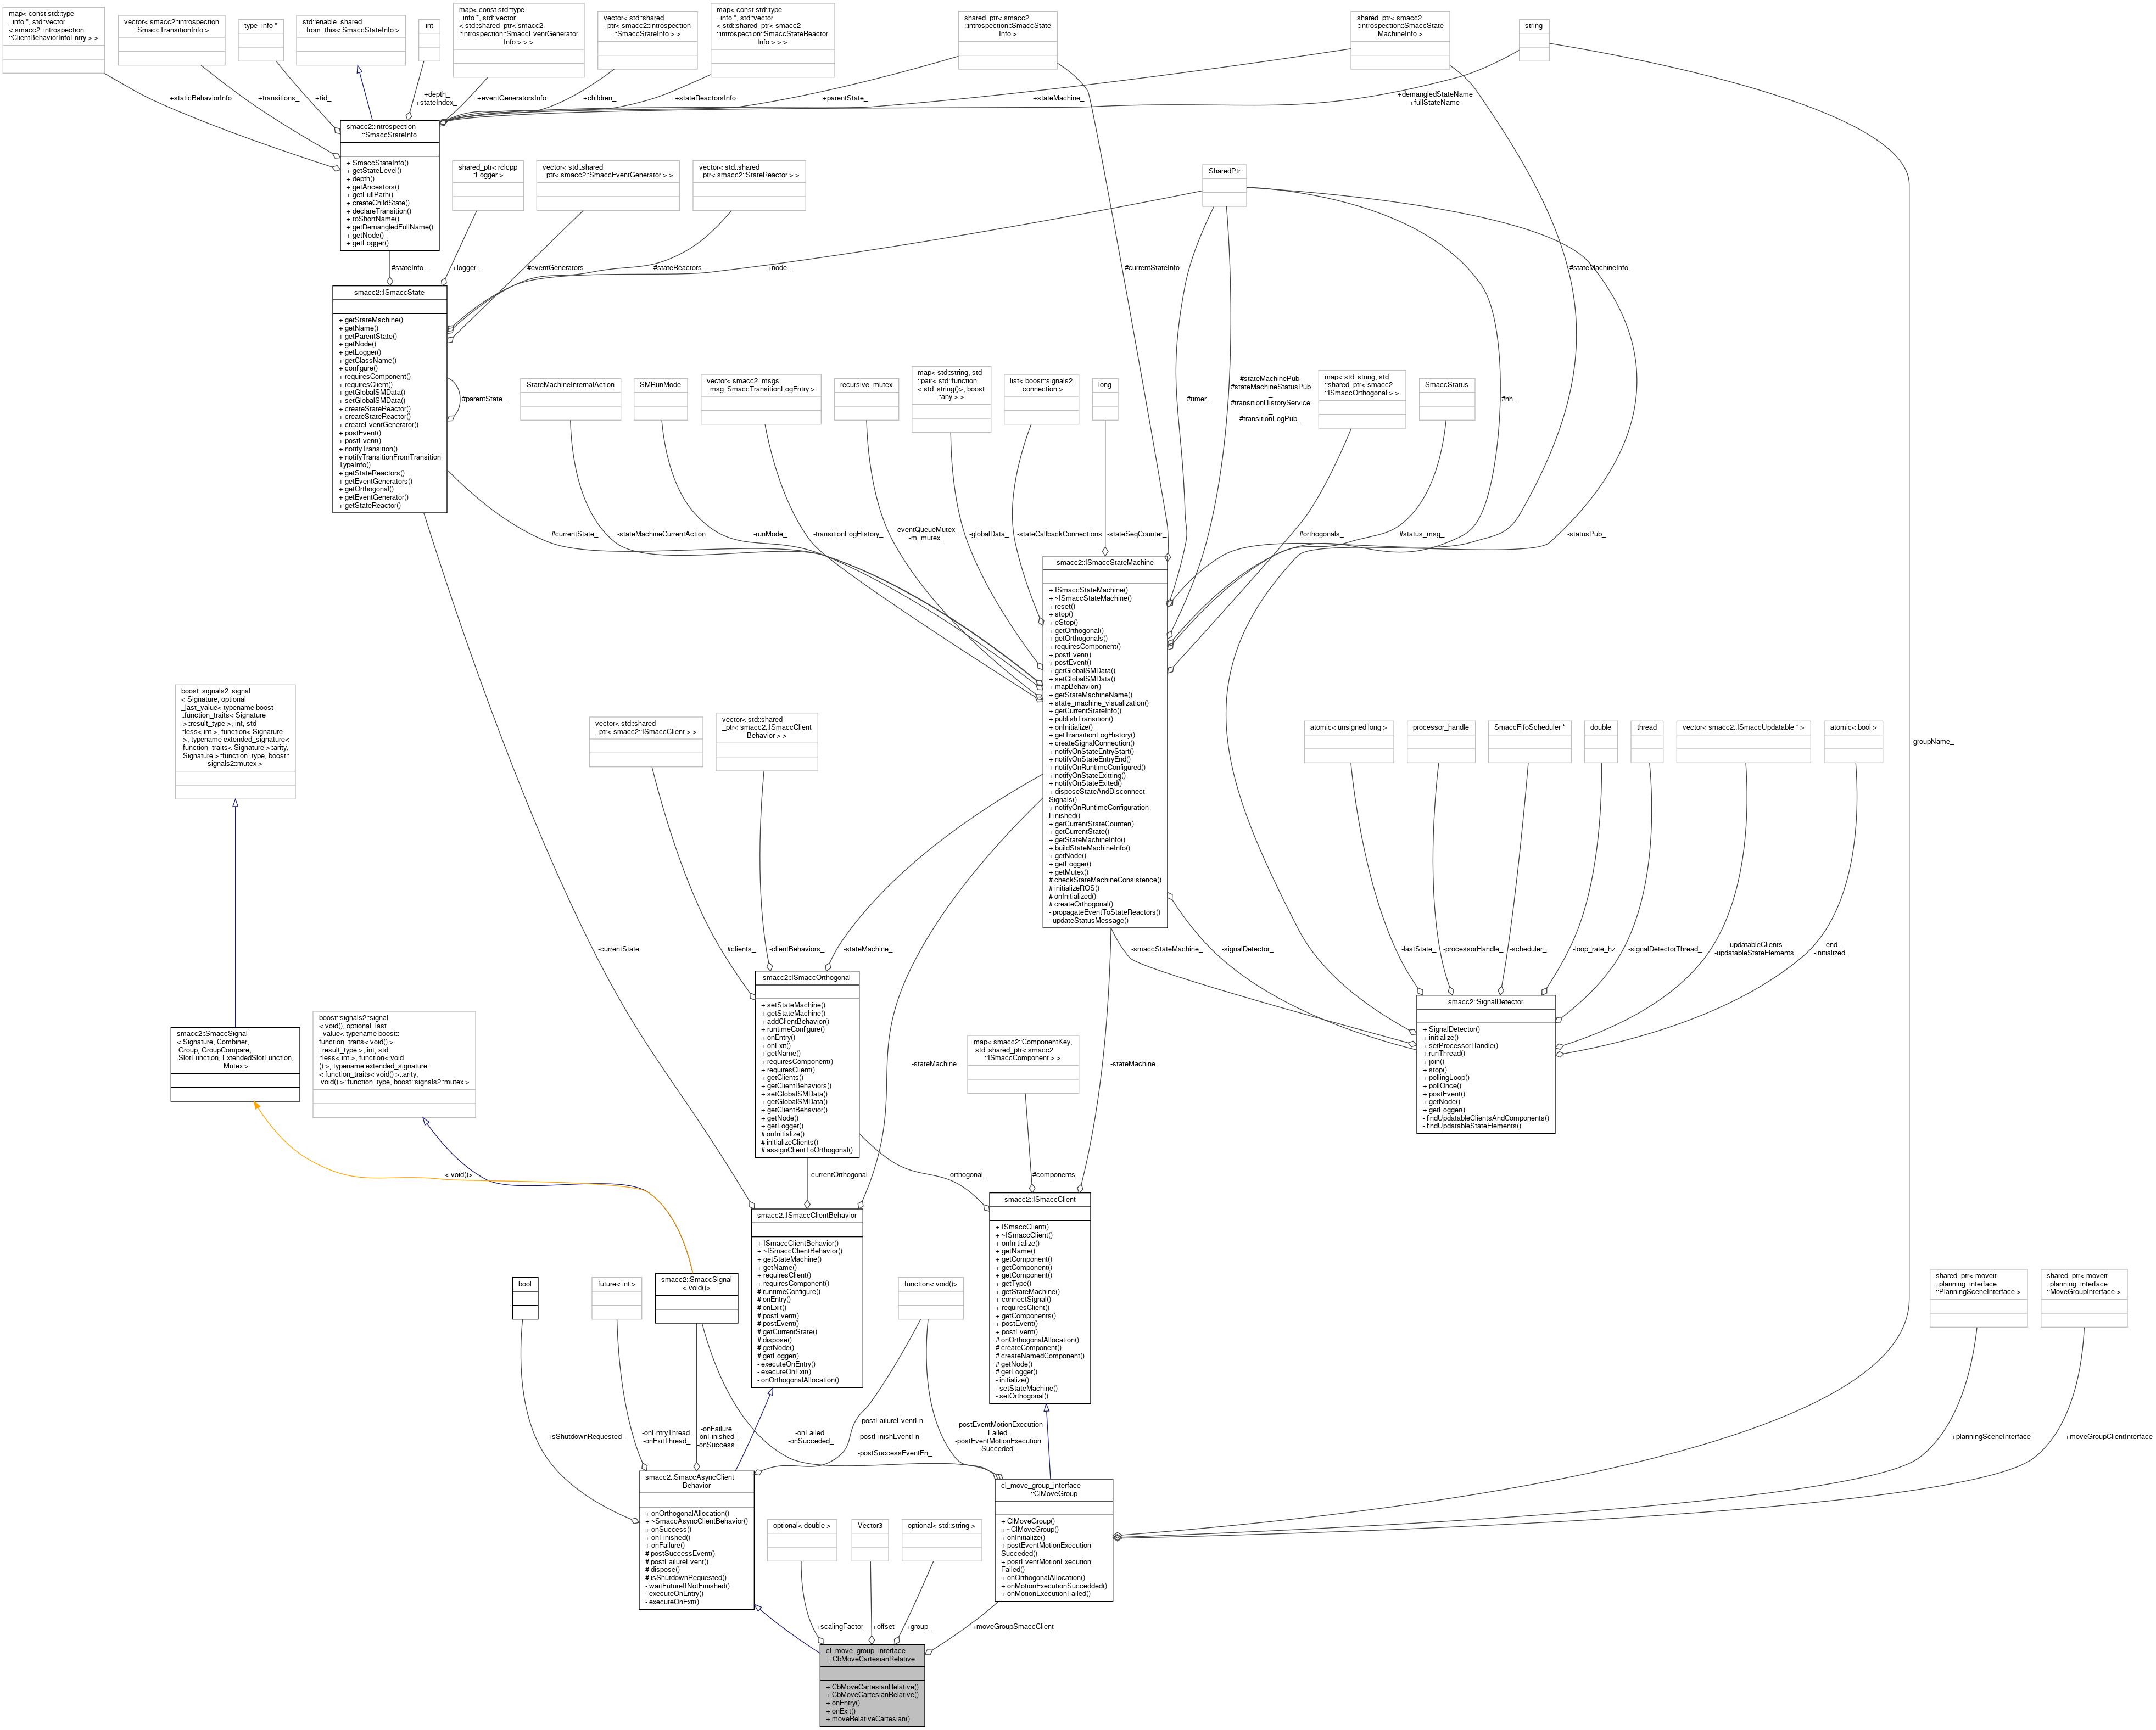 map< const std::type
_info *, std::vector
< smacc2::introspection
::ClientBehaviorInfoEntry > >
vector< smacc2::introspection
::SmaccTransitionInfo >
type_info *
std::enable_shared
_from_this< SmaccStateInfo >
int
map< const std::type
_info *, std::vector
< std::shared_ptr< smacc2
::introspection::SmaccEventGenerator
Info > > >
vector< std::shared
_ptr< smacc2::introspection
::SmaccStateInfo > >
map< const std::type
_info *, std::vector
< std::shared_ptr< smacc2
::introspection::SmaccStateReactor
Info > > >
shared_ptr< smacc2
::introspection::SmaccState
Info >
shared_ptr< smacc2
::introspection::SmaccState
MachineInfo >
string
+staticBehaviorInfo
+transitions_
+tid_
+depth_
+stateIndex_
+eventGeneratorsInfo
+children_
+stateReactorsInfo
+parentState_
+stateMachine_
+demangledStateName
+fullStateName
smacc2::introspection
::SmaccStateInfo
+ SmaccStateInfo()
+ getStateLevel()
+ depth()
+ getAncestors()
+ getFullPath()
+ createChildState()
+ declareTransition()
+ toShortName()
+ getDemangledFullName()
+ getNode()
+ getLogger()
shared_ptr< rclcpp
::Logger >
vector< std::shared
_ptr< smacc2::SmaccEventGenerator > >
vector< std::shared
_ptr< smacc2::StateReactor > >
SharedPtr
#stateInfo_
+logger_
#eventGenerators_
#stateReactors_
+node_
#currentStateInfo_
#stateMachineInfo_
smacc2::ISmaccState
+ getStateMachine()
+ getName()
+ getParentState()
+ getNode()
+ getLogger()
+ getClassName()
+ configure()
+ requiresComponent()
+ requiresClient()
+ getGlobalSMData()
+ setGlobalSMData()
+ createStateReactor()
+ createStateReactor()
+ createEventGenerator()
+ postEvent()
+ postEvent()
+ notifyTransition()
+ notifyTransitionFromTransition
TypeInfo()
+ getStateReactors()
+ getEventGenerators()
+ getOrthogonal()
+ getEventGenerator()
+ getStateReactor()
#parentState_
StateMachineInternalAction
SMRunMode
vector< smacc2_msgs
::msg::SmaccTransitionLogEntry >
recursive_mutex
map< std::string, std
::pair< std::function
< std::string()>, boost
::any > >
list< boost::signals2
::connection >
long
#timer_
#stateMachinePub_
#stateMachineStatusPub
_
#transitionHistoryService
_
#transitionLogPub_
map< std::string, std
::shared_ptr< smacc2
::ISmaccOrthogonal > >
SmaccStatus
#nh_
#currentState_
-stateMachineCurrentAction
-runMode_
-transitionLogHistory_
-eventQueueMutex_
-m_mutex_
-globalData_
-stateCallbackConnections
-stateSeqCounter_
#orthogonals_
#status_msg_
-statusPub_
smacc2::ISmaccStateMachine
+ ISmaccStateMachine()
+ ~ISmaccStateMachine()
+ reset()
+ stop()
+ eStop()
+ getOrthogonal()
+ getOrthogonals()
+ requiresComponent()
+ postEvent()
+ postEvent()
+ getGlobalSMData()
+ setGlobalSMData()
+ mapBehavior()
+ getStateMachineName()
+ state_machine_visualization()
+ getCurrentStateInfo()
+ publishTransition()
+ onInitialize()
+ getTransitionLogHistory()
+ createSignalConnection()
+ notifyOnStateEntryStart()
+ notifyOnStateEntryEnd()
+ notifyOnRuntimeConfigured()
+ notifyOnStateExitting()
+ notifyOnStateExited()
+ disposeStateAndDisconnect
Signals()
+ notifyOnRuntimeConfiguration
Finished()
+ getCurrentStateCounter()
+ getCurrentState()
+ getStateMachineInfo()
+ buildStateMachineInfo()
+ getNode()
+ getLogger()
+ getMutex()
# checkStateMachineConsistence()
# initializeROS()
# onInitialized()
# createOrthogonal()
- propagateEventToStateReactors()
- updateStatusMessage()
boost::signals2::signal
< Signature, optional
_last_value< typename boost
::function_traits< Signature
>::result_type >, int, std
::less< int >, function< Signature
>, typename extended_signature<
function_traits< Signature >::arity,
Signature >::function_type, boost::
signals2::mutex >
vector< std::shared
_ptr< smacc2::ISmaccClient > >
vector< std::shared
_ptr< smacc2::ISmaccClient
Behavior > >
atomic< unsigned long >
processor_handle
SmaccFifoScheduler *
double
thread
vector< smacc2::ISmaccUpdatable * >
atomic< bool >
-groupName_
-currentState
#clients_
-clientBehaviors_
-stateMachine_
-smaccStateMachine_
-signalDetector_
-lastState_
-processorHandle_
-scheduler_
-loop_rate_hz
-signalDetectorThread_
-updatableClients_
-updatableStateElements_
-end_
-initialized_
smacc2::ISmaccOrthogonal
+ setStateMachine()
+ getStateMachine()
+ addClientBehavior()
+ runtimeConfigure()
+ onEntry()
+ onExit()
+ getName()
+ requiresComponent()
+ requiresClient()
+ getClients()
+ getClientBehaviors()
+ setGlobalSMData()
+ getGlobalSMData()
+ getClientBehavior()
+ getNode()
+ getLogger()
# onInitialize()
# initializeClients()
# assignClientToOrthogonal()
smacc2::SignalDetector
+ SignalDetector()
+ initialize()
+ setProcessorHandle()
+ runThread()
+ join()
+ stop()
+ pollingLoop()
+ pollOnce()
+ postEvent()
+ getNode()
+ getLogger()
- findUpdatableClientsAndComponents()
- findUpdatableStateElements()
smacc2::SmaccSignal
< Signature, Combiner,
Group, GroupCompare,
SlotFunction, ExtendedSlotFunction,
Mutex >
boost::signals2::signal
< void(), optional_last
_value< typename boost::
function_traits< void() >
::result_type >, int, std
::less< int >, function< void
() >, typename extended_signature
< function_traits< void() >::arity,
void() >::function_type, boost::signals2::mutex >
-stateMachine_
map< smacc2::ComponentKey,
std::shared_ptr< smacc2
::ISmaccComponent > >
-stateMachine_
< void()>
-currentOrthogonal
-orthogonal_
#components_
smacc2::ISmaccClientBehavior
+ ISmaccClientBehavior()
+ ~ISmaccClientBehavior()
+ getStateMachine()
+ getName()
+ requiresClient()
+ requiresComponent()
# runtimeConfigure()
# onEntry()
# onExit()
# postEvent()
# postEvent()
# getCurrentState()
# dispose()
# getNode()
# getLogger()
- executeOnEntry()
- executeOnExit()
- onOrthogonalAllocation()
smacc2::ISmaccClient
+ ISmaccClient()
+ ~ISmaccClient()
+ onInitialize()
+ getName()
+ getComponent()
+ getComponent()
+ getComponent()
+ getType()
+ getStateMachine()
+ connectSignal()
+ requiresClient()
+ getComponents()
+ postEvent()
+ postEvent()
# onOrthogonalAllocation()
# createComponent()
# createNamedComponent()
# getNode()
# getLogger()
- initialize()
- setStateMachine()
- setOrthogonal()
bool
future< int >
smacc2::SmaccSignal
< void()>
function< void()>
shared_ptr< moveit
::planning_interface
::PlanningSceneInterface >
shared_ptr< moveit
::planning_interface
::MoveGroupInterface >
-isShutdownRequested_
-onEntryThread_
-onExitThread_
-onFailure_
-onFinished_
-onSuccess_
-onFailed_
-onSucceded_
-postFailureEventFn
_
-postFinishEventFn
_
-postSuccessEventFn_
-postEventMotionExecution
Failed_
-postEventMotionExecution
Succeded_
+planningSceneInterface
+moveGroupClientInterface
smacc2::SmaccAsyncClient
Behavior
+ onOrthogonalAllocation()
+ ~SmaccAsyncClientBehavior()
+ onSuccess()
+ onFinished()
+ onFailure()
# postSuccessEvent()
# postFailureEvent()
# dispose()
# isShutdownRequested()
- waitFutureIfNotFinished()
- executeOnEntry()
- executeOnExit()
optional< double >
Vector3
optional< std::string >
cl_move_group_interface
::ClMoveGroup
+ ClMoveGroup()
+ ~ClMoveGroup()
+ onInitialize()
+ postEventMotionExecution
Succeded()
+ postEventMotionExecution
Failed()
+ onOrthogonalAllocation()
+ onMotionExecutionSuccedded()
+ onMotionExecutionFailed()
+scalingFactor_
+offset_
+group_
+moveGroupSmaccClient_
cl_move_group_interface
::CbMoveCartesianRelative
+ CbMoveCartesianRelative()
+ CbMoveCartesianRelative()
+ onEntry()
+ onExit()
+ moveRelativeCartesian()